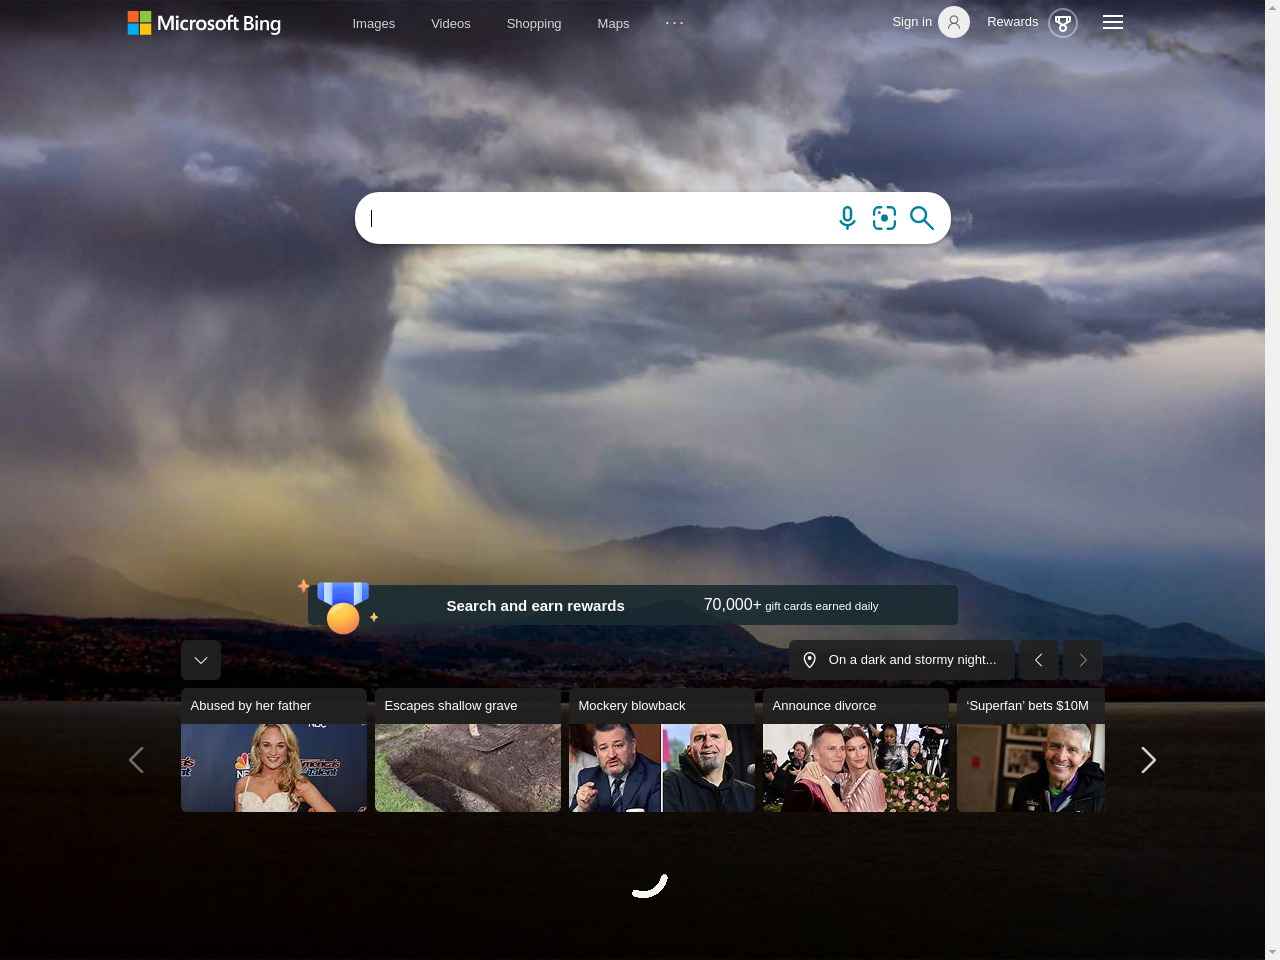 Microsoft Bing
Images
Videos
Shopping
Maps
Sign in
Rewards
Search and earn rewards
70,000+ gift cards earned daily
On a dark and stormy night...
Abused by her father
Escapes shallow grave
Mockery blowback
Announce divorce
‘Superfan’ bets $10M